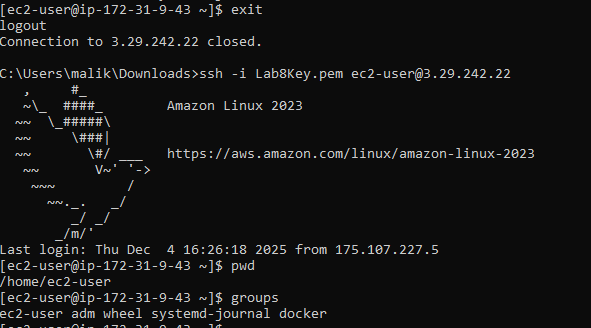 [ec2-user@ip-172-31-9-43 ~]$ exit
logout
Connection to 3.29.242.22 closed.

C:\Users\malik\Downloads>ssh -i Lab8Key.pem ec2-user@3.29.242.22
   ,     #_
   ~\_  ####_        Amazon Linux 2023
  ~~  \_#####\
  ~~     \###|
  ~~       \#/ ___   https://aws.amazon.com/linux/amazon-linux-2023
   ~~       V~' '->
    ~~~         /
      ~~._.   _/
         _/ _/
       _/m/'
Last login: Thu Dec  4 16:26:18 2025 from 175.107.227.5
[ec2-user@ip-172-31-9-43 ~]$ pwd
/home/ec2-user
[ec2-user@ip-172-31-9-43 ~]$ groups
ec2-user adm wheel systemd-journal docker